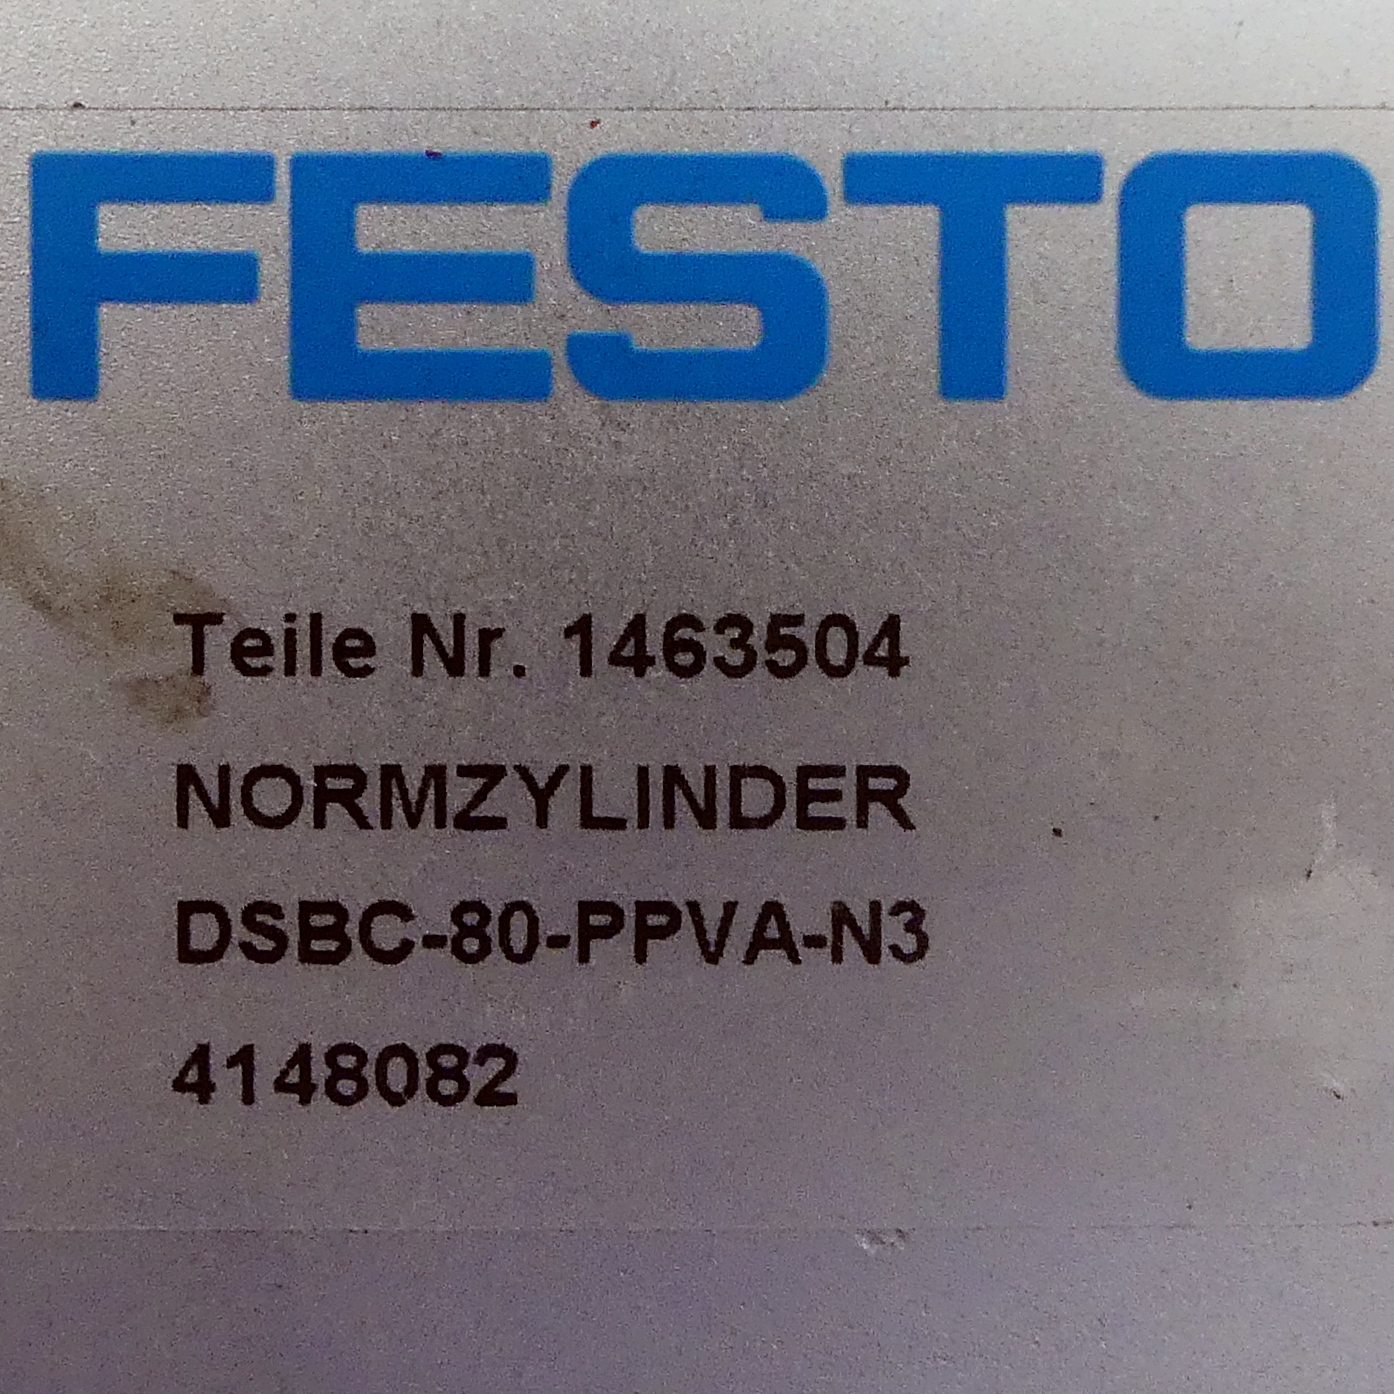 FESTO
Teile Nr. 1463504
NORMZYLINDER
DSBC-80-PPVA-N3
4148082